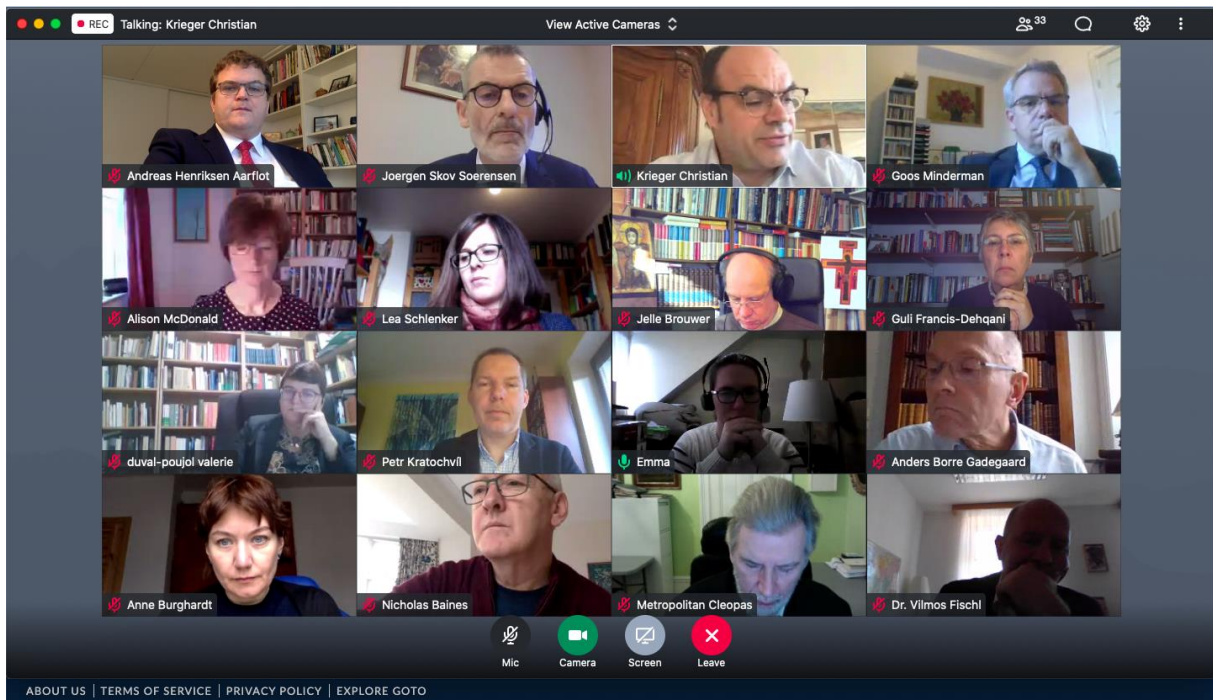 REC Talking: Krieger Christian View Active Cameras 33
Andreas Henriksen Aarflot Joergen Skov Soerensen Krieger Christian Goos Minderman
Alison McDonald Lea Schlenker Jelle Brouwer Guli Francis-Dehqani
duval-poujol valerie Petr Kratochvíl Emma Anders Borre Gadegaard
Anne Burghardt Nicholas Baines Metropolitan Cleopas Dr. Vilmos Fischl
Mic Camera Screen Leave
ABOUT US | TERMS OF SERVICE | PRIVACY POLICY | EXPLORE GOTO